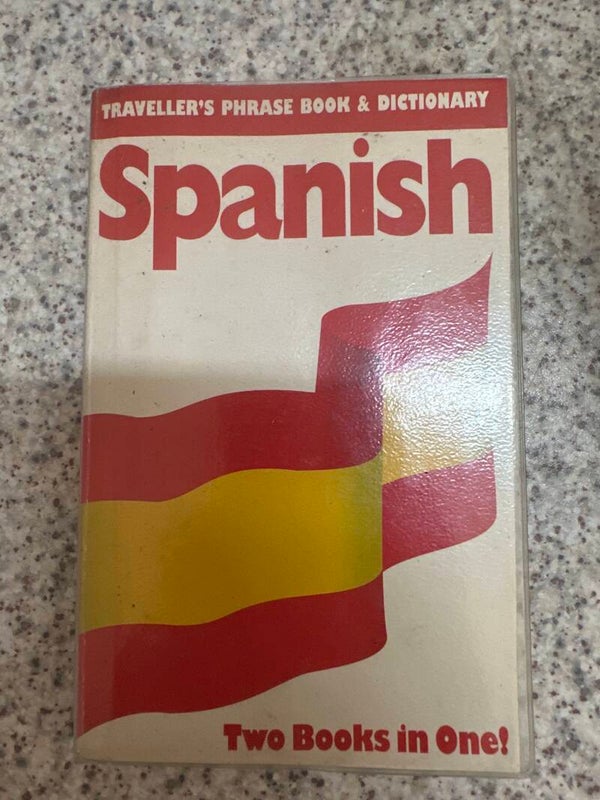 TRAVELLER'S PHRASE BOOK & DICTIONARY
Spanish
Two Books in One!